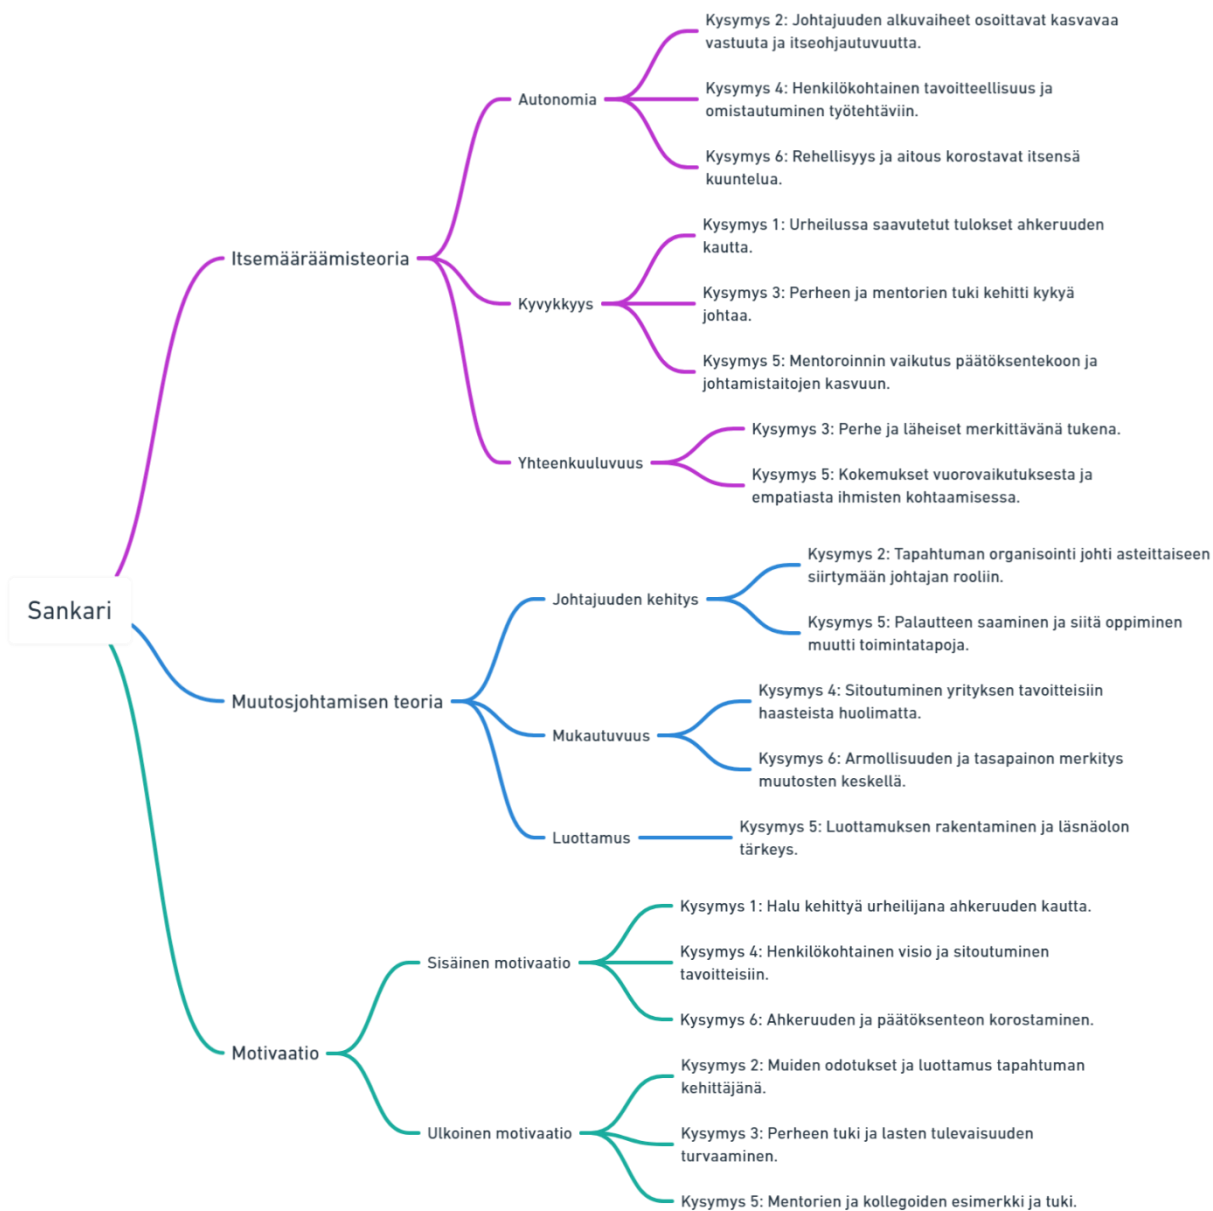 Sankari
Itsemääräämisteoria
Autonomia
Kysymys 2: Johtajuuden alkuvaiheet osoittavat kasvavaa
vastuuta ja itseohjautuvuutta.
Kysymys 4: Henkilökohtainen tavoitteellisuus ja
omistautuminen työtehtäviin.
Kysymys 6: Rehellisyys ja aitous korostavat itsensä
kuuntelua.
Kyvykkyys
Kysymys 1: Urheilussa saavutetut tulokset ahkeruuden
kautta.
Kysymys 3: Perheen ja mentorien tuki kehitti kykyä
johtaa.
Kysymys 5: Mentoroinnin vaikutus päätöksentekoon ja
johtamistaitojen kasvuun.
Yhteenkuuluvuus
Kysymys 3: Perhe ja läheiset merkittävänä tukena.
Kysymys 5: Kokemukset vuorovaikutuksesta ja
empatiasta ihmisten kohtaamisessa.
Muutosjohtamisen teoria
Johtajuuden kehitys
Kysymys 2: Tapahtuman organisointi johti asteittaiseen
siirtymään johtajan rooliin.
Kysymys 5: Palautteen saaminen ja siitä oppiminen
muutti toimintatapoja.
Mukautuvuus
Kysymys 4: Sitoutuminen yrityksen tavoitteisiin
haasteista huolimatta.
Kysymys 6: Armollisuuden ja tasapainon merkitys
muutosten keskellä.
Luottamus
Kysymys 5: Luottamuksen rakentaminen ja läsnäolon
tärkeys.
Motivaatio
Sisäinen motivaatio
Kysymys 1: Halu kehittyä urheilijana ahkeruuden kautta.
Kysymys 4: Henkilökohtainen visio ja sitoutuminen
tavoitteisiin.
Kysymys 6: Ahkeruuden ja päätöksenteon korostaminen.
Ulkoinen motivaatio
Kysymys 2: Muiden odotukset ja luottamus tapahtuman
kehittäjänä.
Kysymys 3: Perheen tuki ja lasten tulevaisuuden
turvaaminen.
Kysymys 5: Mentorien ja kollegoiden esimerkki ja tuki.